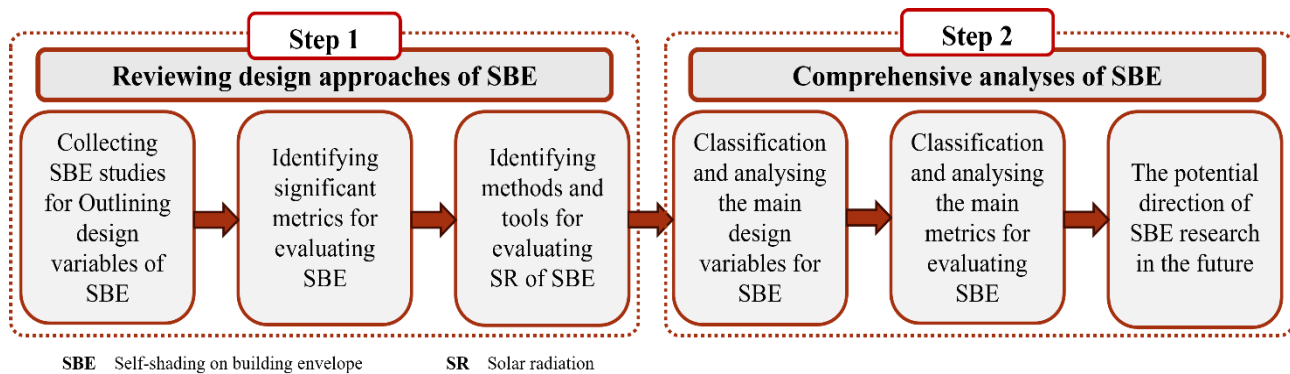 Step 1
Reviewing design approaches of SBE
Collecting
SBE studies
for Outlining
design
variables of
SBE
Identifying
significant
metrics for
evaluating
SBE
Identifying
methods and
tools for
evaluating
SR of SBE
Step 2
Comprehensive analyses of SBE
Classification
and analysing
the main
design
variables for
SBE
Classification
and analysing
the main
metrics for
evaluating
SBE
The potential
direction of
SBE research
in the future
SBE Self-shading on building envelope
SR Solar radiation